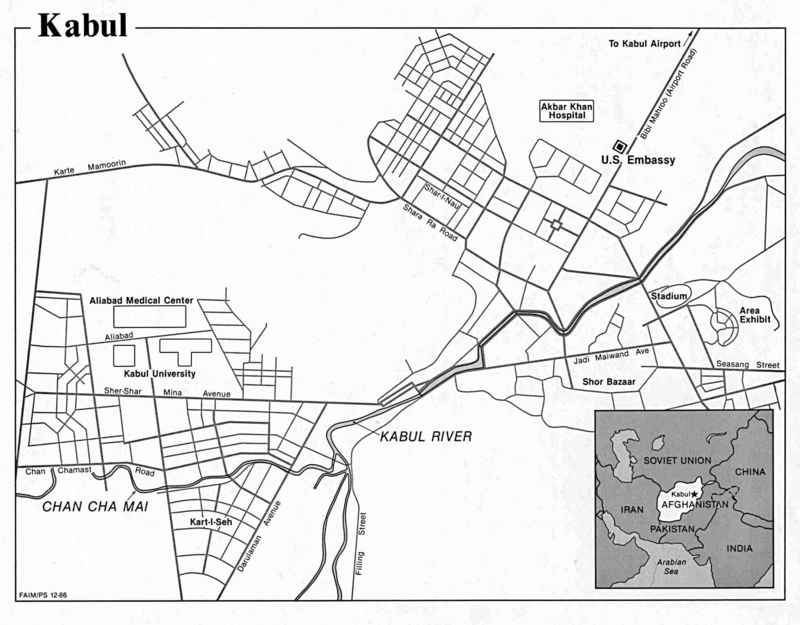 Kabul
To Kabul Airport
Bibi Mahroo (Airport Road)
Akbar Khan
Hospital
U.S. Embassy
Karte Mamoorin
Shar-I-Nau
Shara Ra Road
Aliabad Medical Center
Aliabad
Kabul University
Sher-Shar Mina Avenue
Stadium
Area
Exhibit
Jadi Maiwand Ave
Seasang Street
Shor Bazaar
KABUL RIVER
Chan Chamast Road
CHAN CHA MAI
Kart-I-Seh
Darulaman Avenue
Filling Street
SOVIET UNION
CHINA
Kabul
AFGHANISTAN
IRAN
PAKISTAN
INDIA
Arabian
Sea
FAIM/PS 12-86